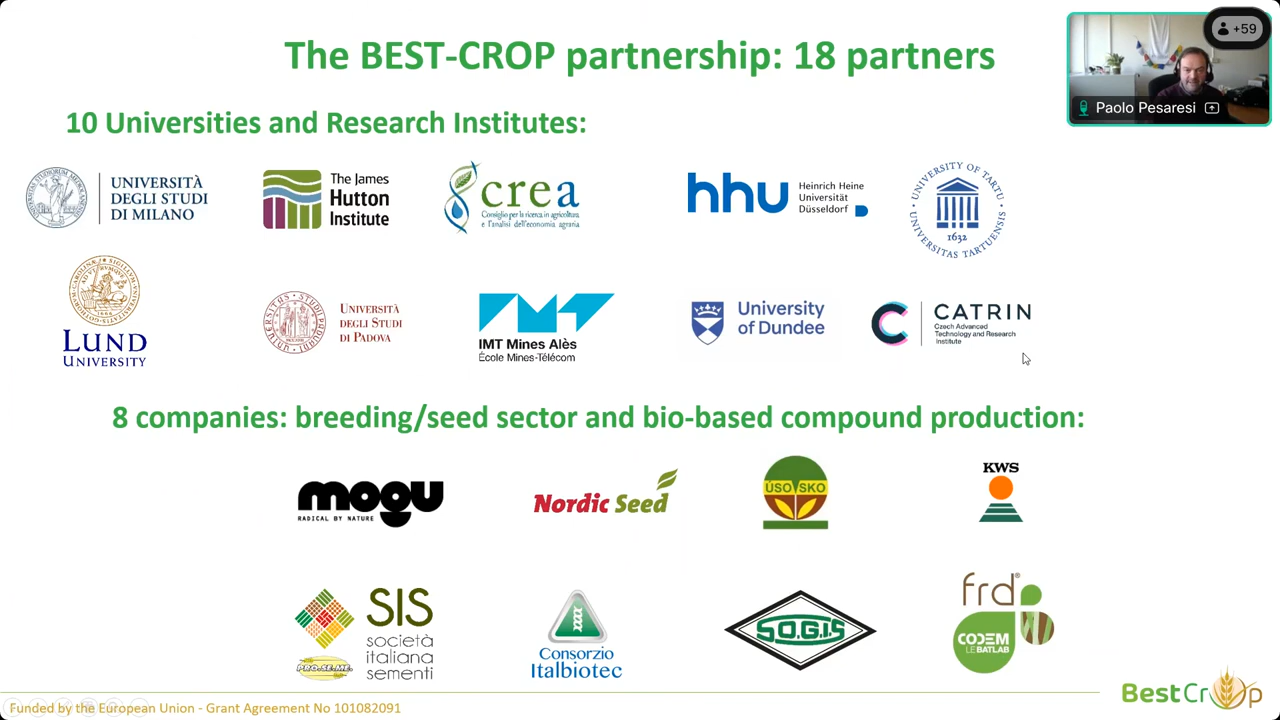 The BEST-CROP partnership: 18 partners
+59
Paolo Pesaresi
10 Universities and Research Institutes:
UNIVERSITÀ
DEGLI STUDI
DI MILANO
The James
Hutton
Institute
crea
Consiglio per la ricerca in agricoltura
e l'analisi dell'economia agraria
hhu
Heinrich Heine
Universität
Düsseldorf
UNIVERSITY OF TARTU
1632
UNIVERSITAS TARTUENSIS
LUND
UNIVERSITY
UNIVERSITÀ
DEGLI STUDI
DI PADOVA
IMT Mines Alès
École Mines-Télécom
University
of Dundee
CATRIN
Czech Advanced
Technology and Research
Institute
8 companies: breeding/seed sector and bio-based compound production:
mogu
RADICAL BY NATURE
Nordic Seed
ÚSOVSKO
KWS
SIS
società
italiana
sementi
PRO.SE.ME.
Consorzio
Italbiotec
S.O.G.I.S
frd®
CODEM
LE BATLAB
BestCrop
Funded by the European Union - Grant Agreement No 101082091